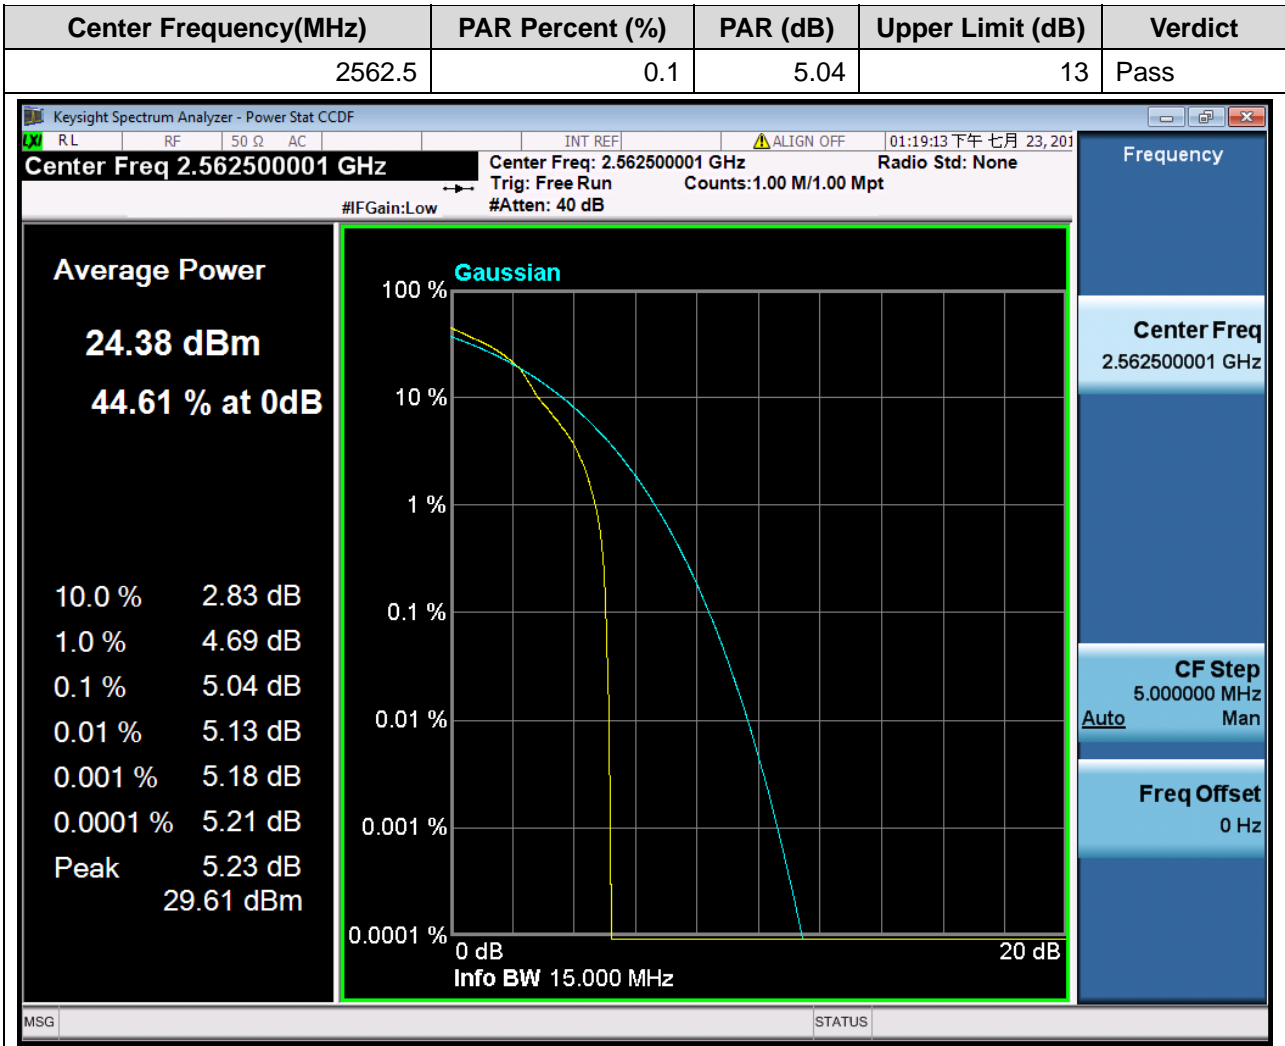 Center Frequency(MHz) PAR Percent (%) PAR (dB) Upper Limit (dB) Verdict
2562.5 0.1 5.04 13 Pass
Keysight Spectrum Analyzer - Power Stat CCDF
LXI RL RF 50 Ω AC INT REF ALIGN OFF 01:19:13 下午 七月 23, 201
Center Freq 2.562500001 GHz
Center Freq: 2.562500001 GHz Radio Std: None
Trig: Free Run Counts:1.00 M/1.00 Mpt
#IFGain:Low #Atten: 40 dB
Average Power
24.38 dBm
44.61 % at 0dB
10.0 % 2.83 dB
1.0 % 4.69 dB
0.1 % 5.04 dB
0.01 % 5.13 dB
0.001 % 5.18 dB
0.0001 % 5.21 dB
Peak 5.23 dB
29.61 dBm
Gaussian
100 %
10 %
1 %
0.1 %
0.01 %
0.001 %
0.0001 %
0 dB 20 dB
Info BW 15.000 MHz
Frequency
Center Freq
2.562500001 GHz
CF Step
5.000000 MHz
Auto Man
Freq Offset
0 Hz
MSG STATUS